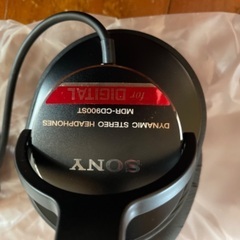 SONY
DYNAMIC STEREO HEADPHONES
MDR-CD900ST
for DIGITAL